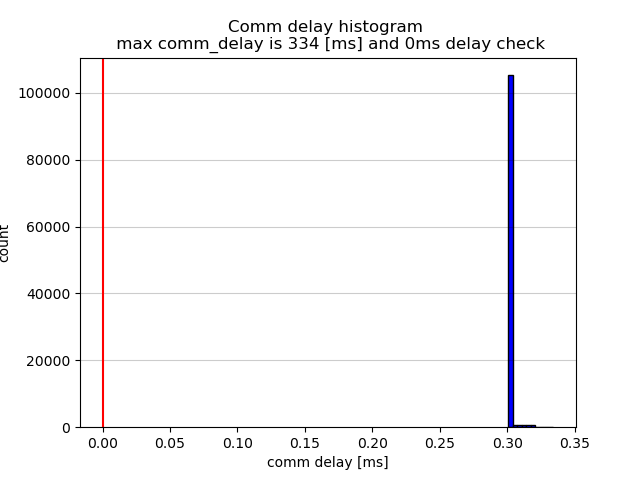 Comm delay histogram
max comm_delay is 334 [ms] and 0ms delay check
100000
80000
60000
40000
20000
0
count
0.00 0.05 0.10 0.15 0.20 0.25 0.30 0.35
comm delay [ms]